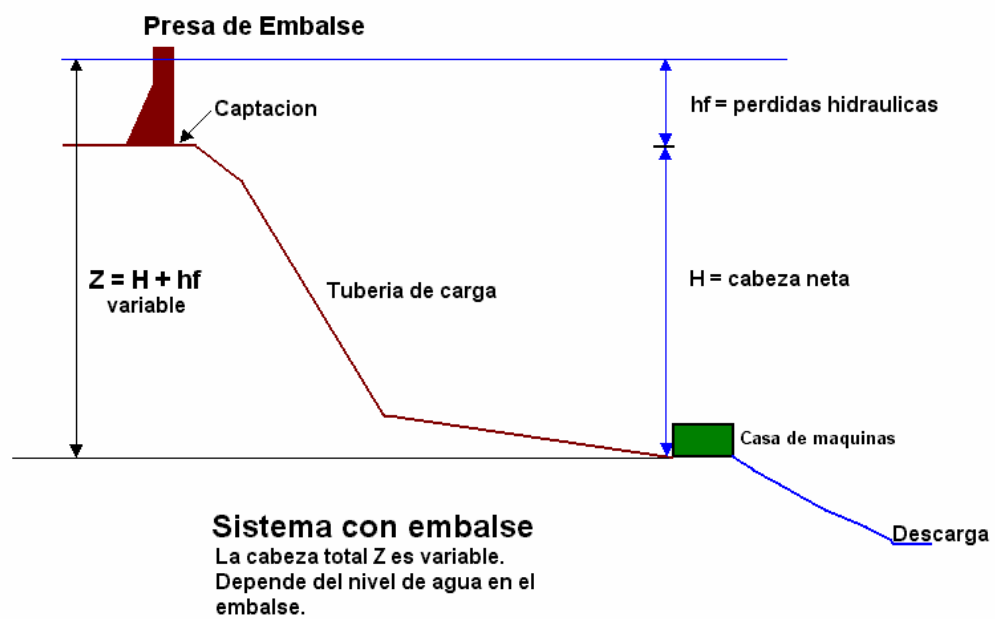 Presa de Embalse
Captacion
hf = perdidas hidraulicas
Z = H + hf
variable
Tuberia de carga
H = cabeza neta
Casa de maquinas
Descarga
Sistema con embalse
La cabeza total Z es variable.
Depende del nivel de agua en el
embalse.